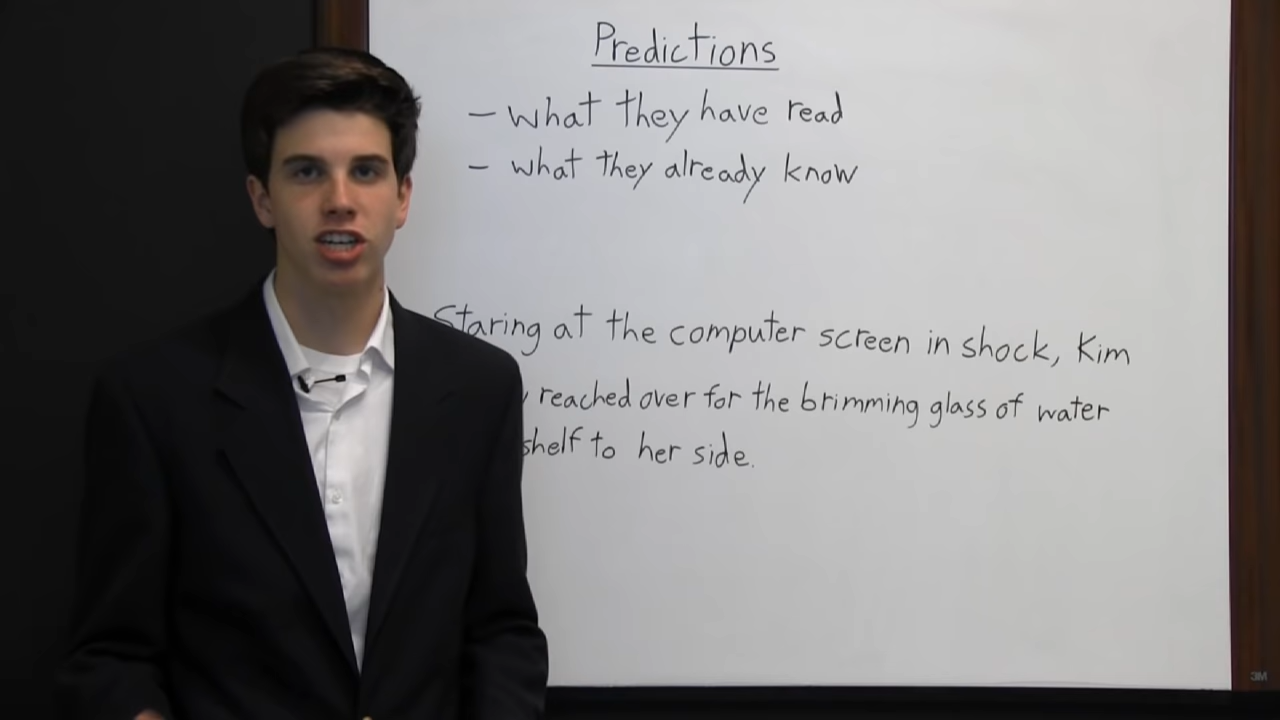 Predictions
- what they have read
- what they already know
Staring at the computer screen in shock, Kim
reached over for the brimming glass of water
shelf to her side.
3M